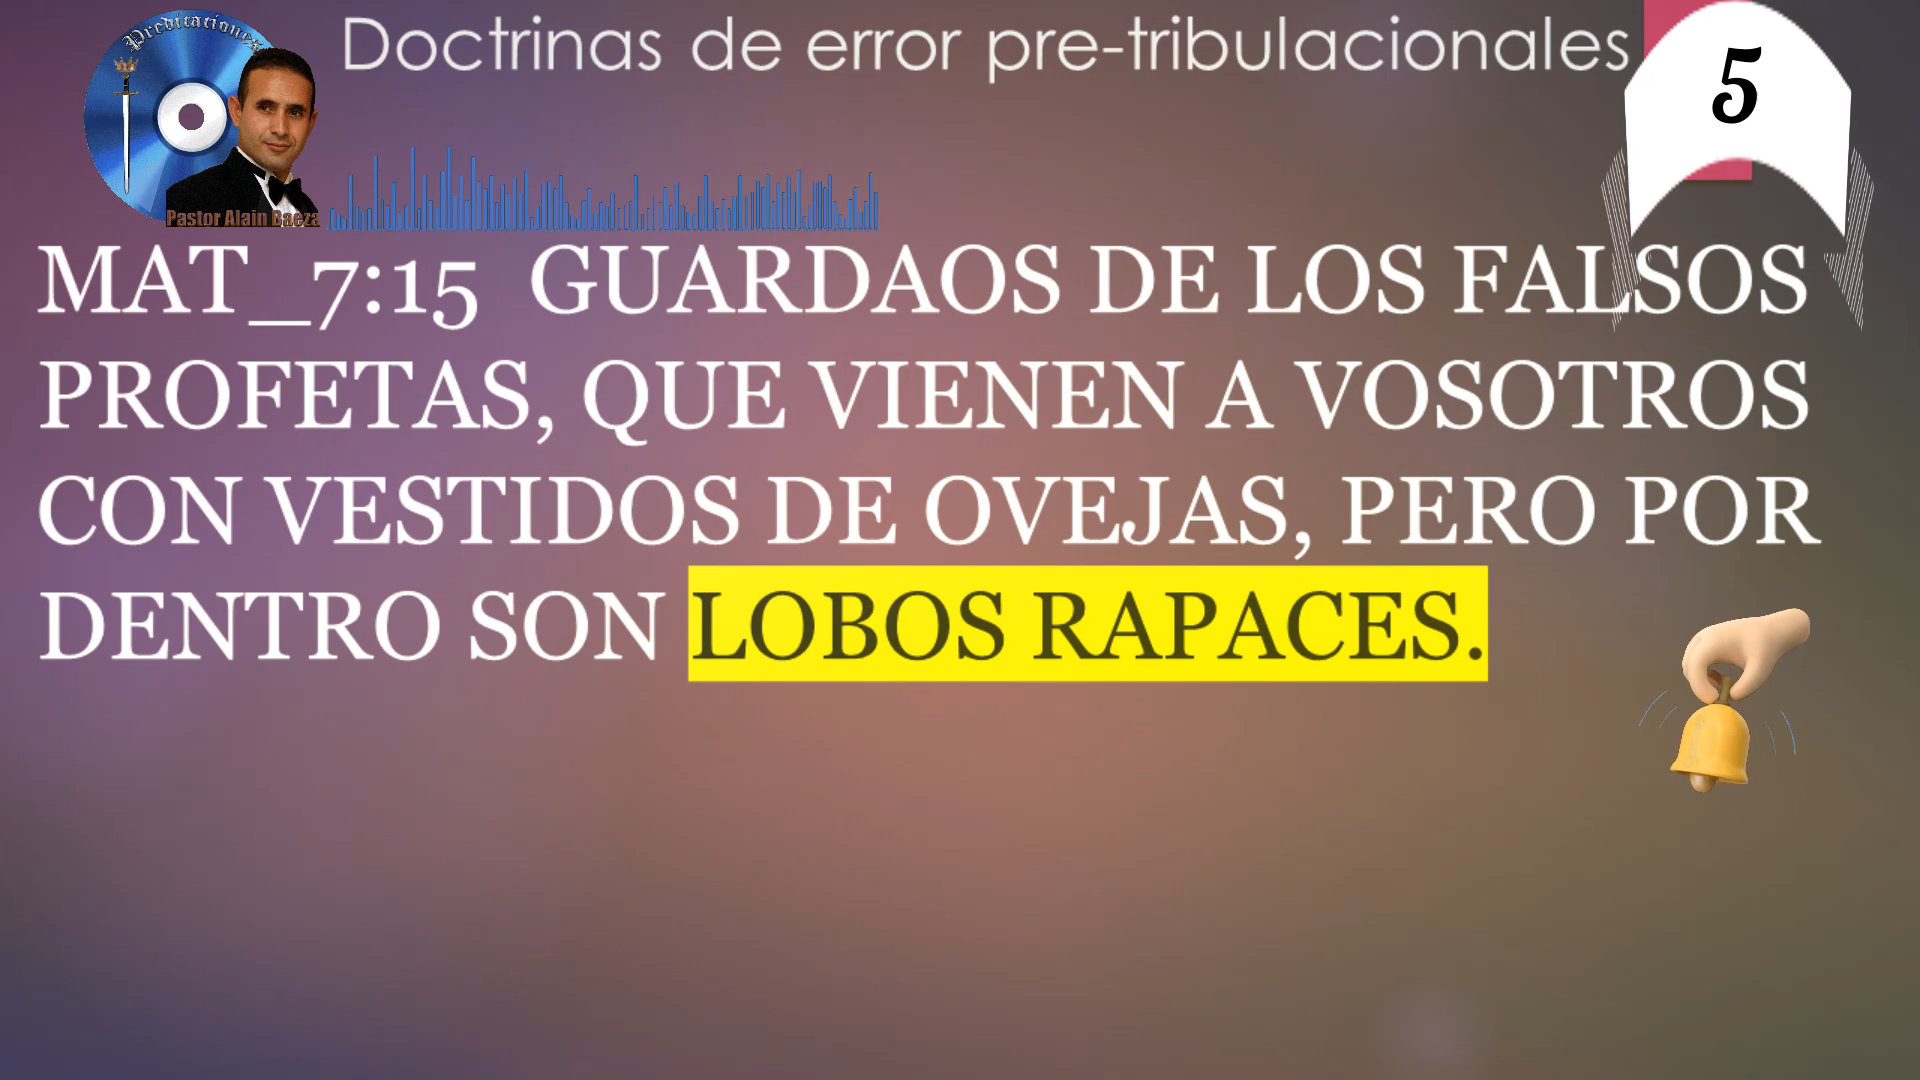 Predicaciones
Doctrinas de error pre-tribulacionales
5
Pastor Alain Baeza
MAT_7:15 GUARDAOS DE LOS FALSOS
PROFETAS, QUE VIENEN A VOSOTROS
CON VESTIDOS DE OVEJAS, PERO POR
DENTRO SON LOBOS RAPACES.